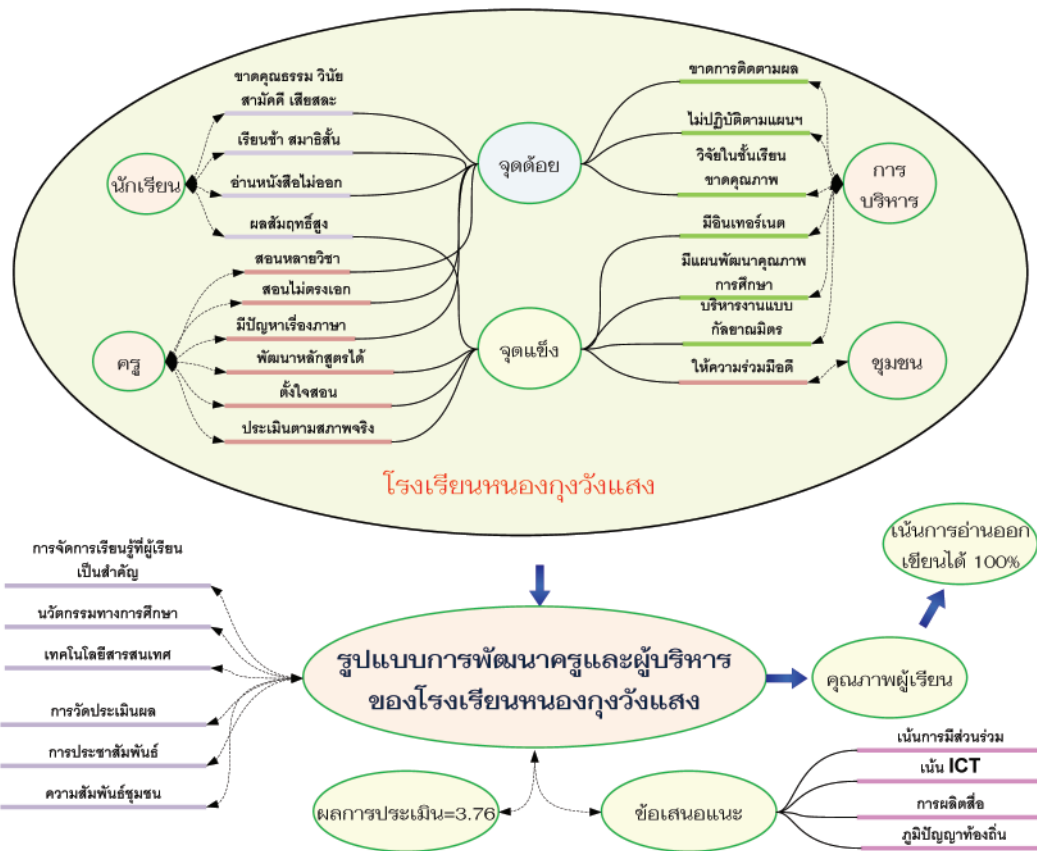 ขาดคุณธรรม วินัย
สามัคคี เสียสละ
เรียนช้า สมาธิสั้น
อ่านหนังสือไม่ออก
ผลสัมฤทธิ์สูง
นักเรียน
สอนหลายวิชา
สอนไม่ตรงเอก
มีปัญหาเรื่องภาษา
พัฒนาหลักสูตรได้
ตั้งใจสอน
ประเมินตามสภาพจริง
ครู
จุดด้อย
จุดแข็ง
ขาดการติดตามผล
ไม่ปฏิบัติตามแผนฯ
วิจัยในชั้นเรียน
ขาดคุณภาพ
มีอินเทอร์เนต
มีแผนพัฒนาคุณภาพ
การศึกษา
บริหารงานแบบ
กัลยาณมิตร
ให้ความร่วมมือดี
การ
บริหาร
ชุมชน
โรงเรียนหนองกุงวังแสง
การจัดการเรียนรู้ที่ผู้เรียน
เป็นสำคัญ
นวัตกรรมทางการศึกษา
เทคโนโลยีสารสนเทศ
การวัดประเมินผล
การประชาสัมพันธ์
ความสัมพันธ์ชุมชน
รูปแบบการพัฒนาครูและผู้บริหาร
ของโรงเรียนหนองกุงวังแสง
เน้นการอ่านออก
เขียนได้ 100%
คุณภาพผู้เรียน
ผลการประเมิน=3.76
ข้อเสนอแนะ
เน้นการมีส่วนร่วม
เน้น ICT
การผลิตสื่อ
ภูมิปัญญาท้องถิ่น